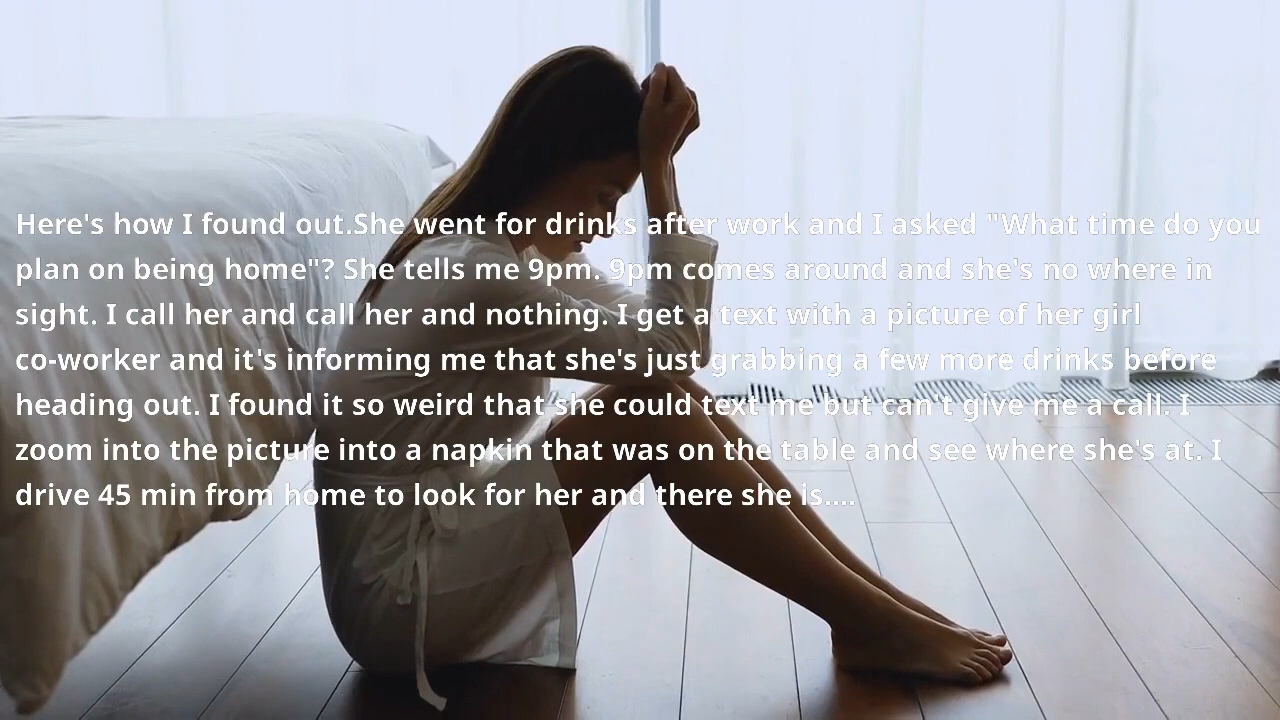 Here's how I found out.She went for drinks after work and I asked "What time do you
plan on being home"? She tells me 9pm. 9pm comes around and she's no where in
sight. I call her and call her and nothing. I get a text with a picture of her girl
co-worker and it's informing me that she's just grabbing a few more drinks before
heading out. I found it so weird that she could text me but can't give me a call. I
zoom into the picture into a napkin that was on the table and see where she's at. I
drive 45 min from home to look for her and there she is....